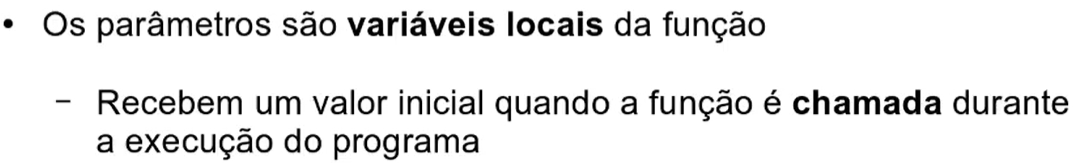 • Os parâmetros são variáveis locais da função
– Recebem um valor inicial quando a função é chamada durante
a execução do programa